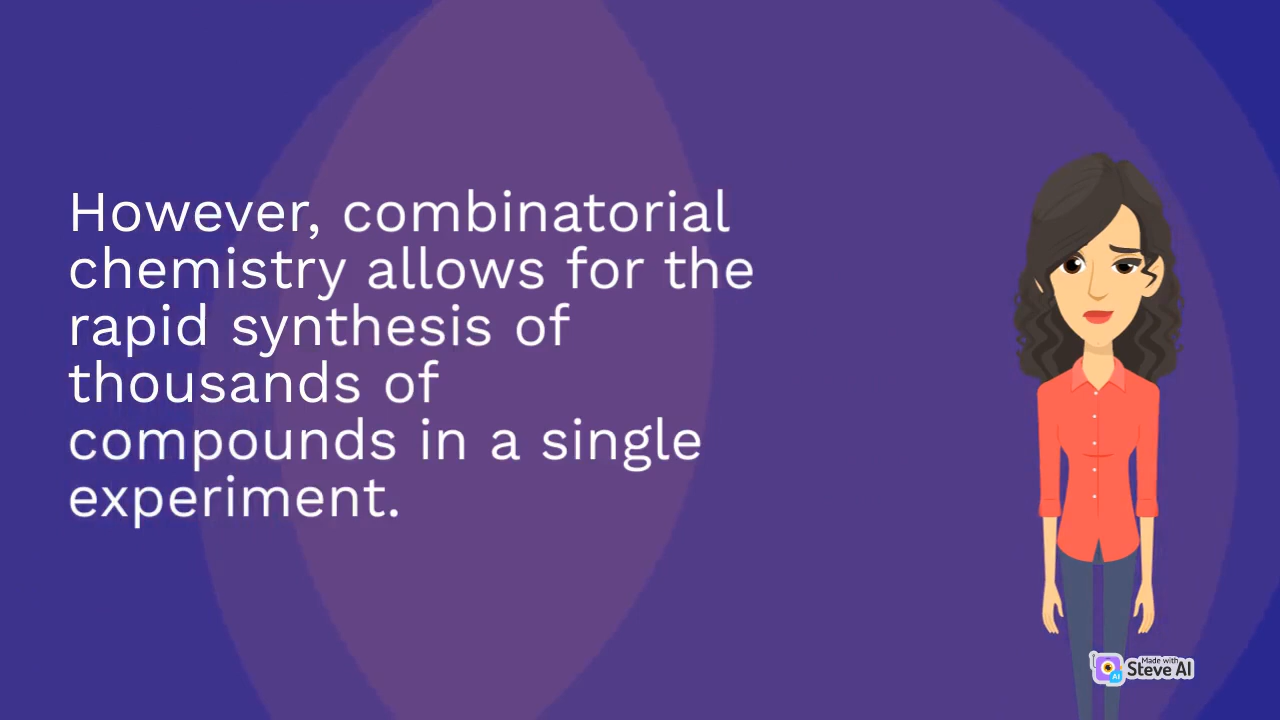 However, combinatorial
chemistry allows for the
rapid synthesis of
thousands of
compounds in a single
experiment.
Made with
Steve AI
AI